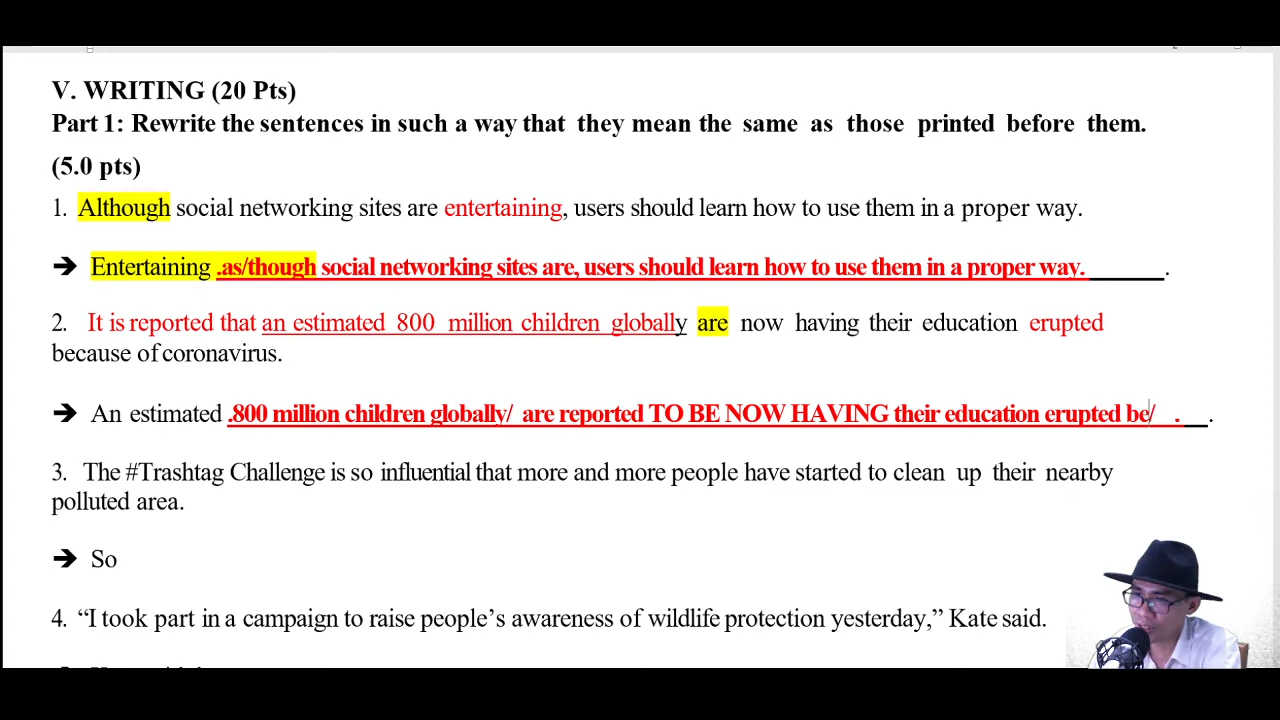 V. WRITING (20 Pts)
Part 1: Rewrite the sentences in such a way that they mean the same as those printed before them.
(5.0 pts)
1. Although social networking sites are entertaining, users should learn how to use them in a proper way.
➔ Entertaining .as/though social networking sites are, users should learn how to use them in a proper way. ______.
2. It is reported that an estimated 800 million children globally are now having their education erupted
because of coronavirus.
➔ An estimated .800 million children globally/ are reported TO BE NOW HAVING their education erupted be/ .__.
3. The #Trashtag Challenge is so influential that more and more people have started to clean up their nearby
polluted area.
➔ So
4. “I took part in a campaign to raise people’s awareness of wildlife protection yesterday,” Kate said.